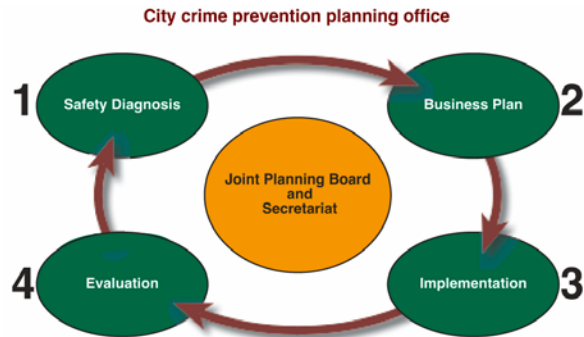 City crime prevention planning office
1
Safety Diagnosis
Business Plan
2
Joint Planning Board
and
Secretariat
4
Evaluation
Implementation
3